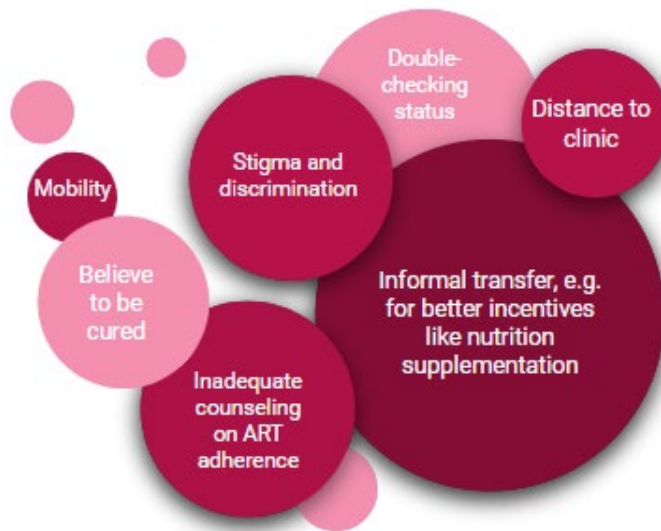 Double-
checking
status
Distance to
clinic
Stigma and
discrimination
Mobility
Believe
to be
cured
Informal transfer, e.g.
for better incentives
like nutrition
supplementation
Inadequate
counseling
on ART
adherence